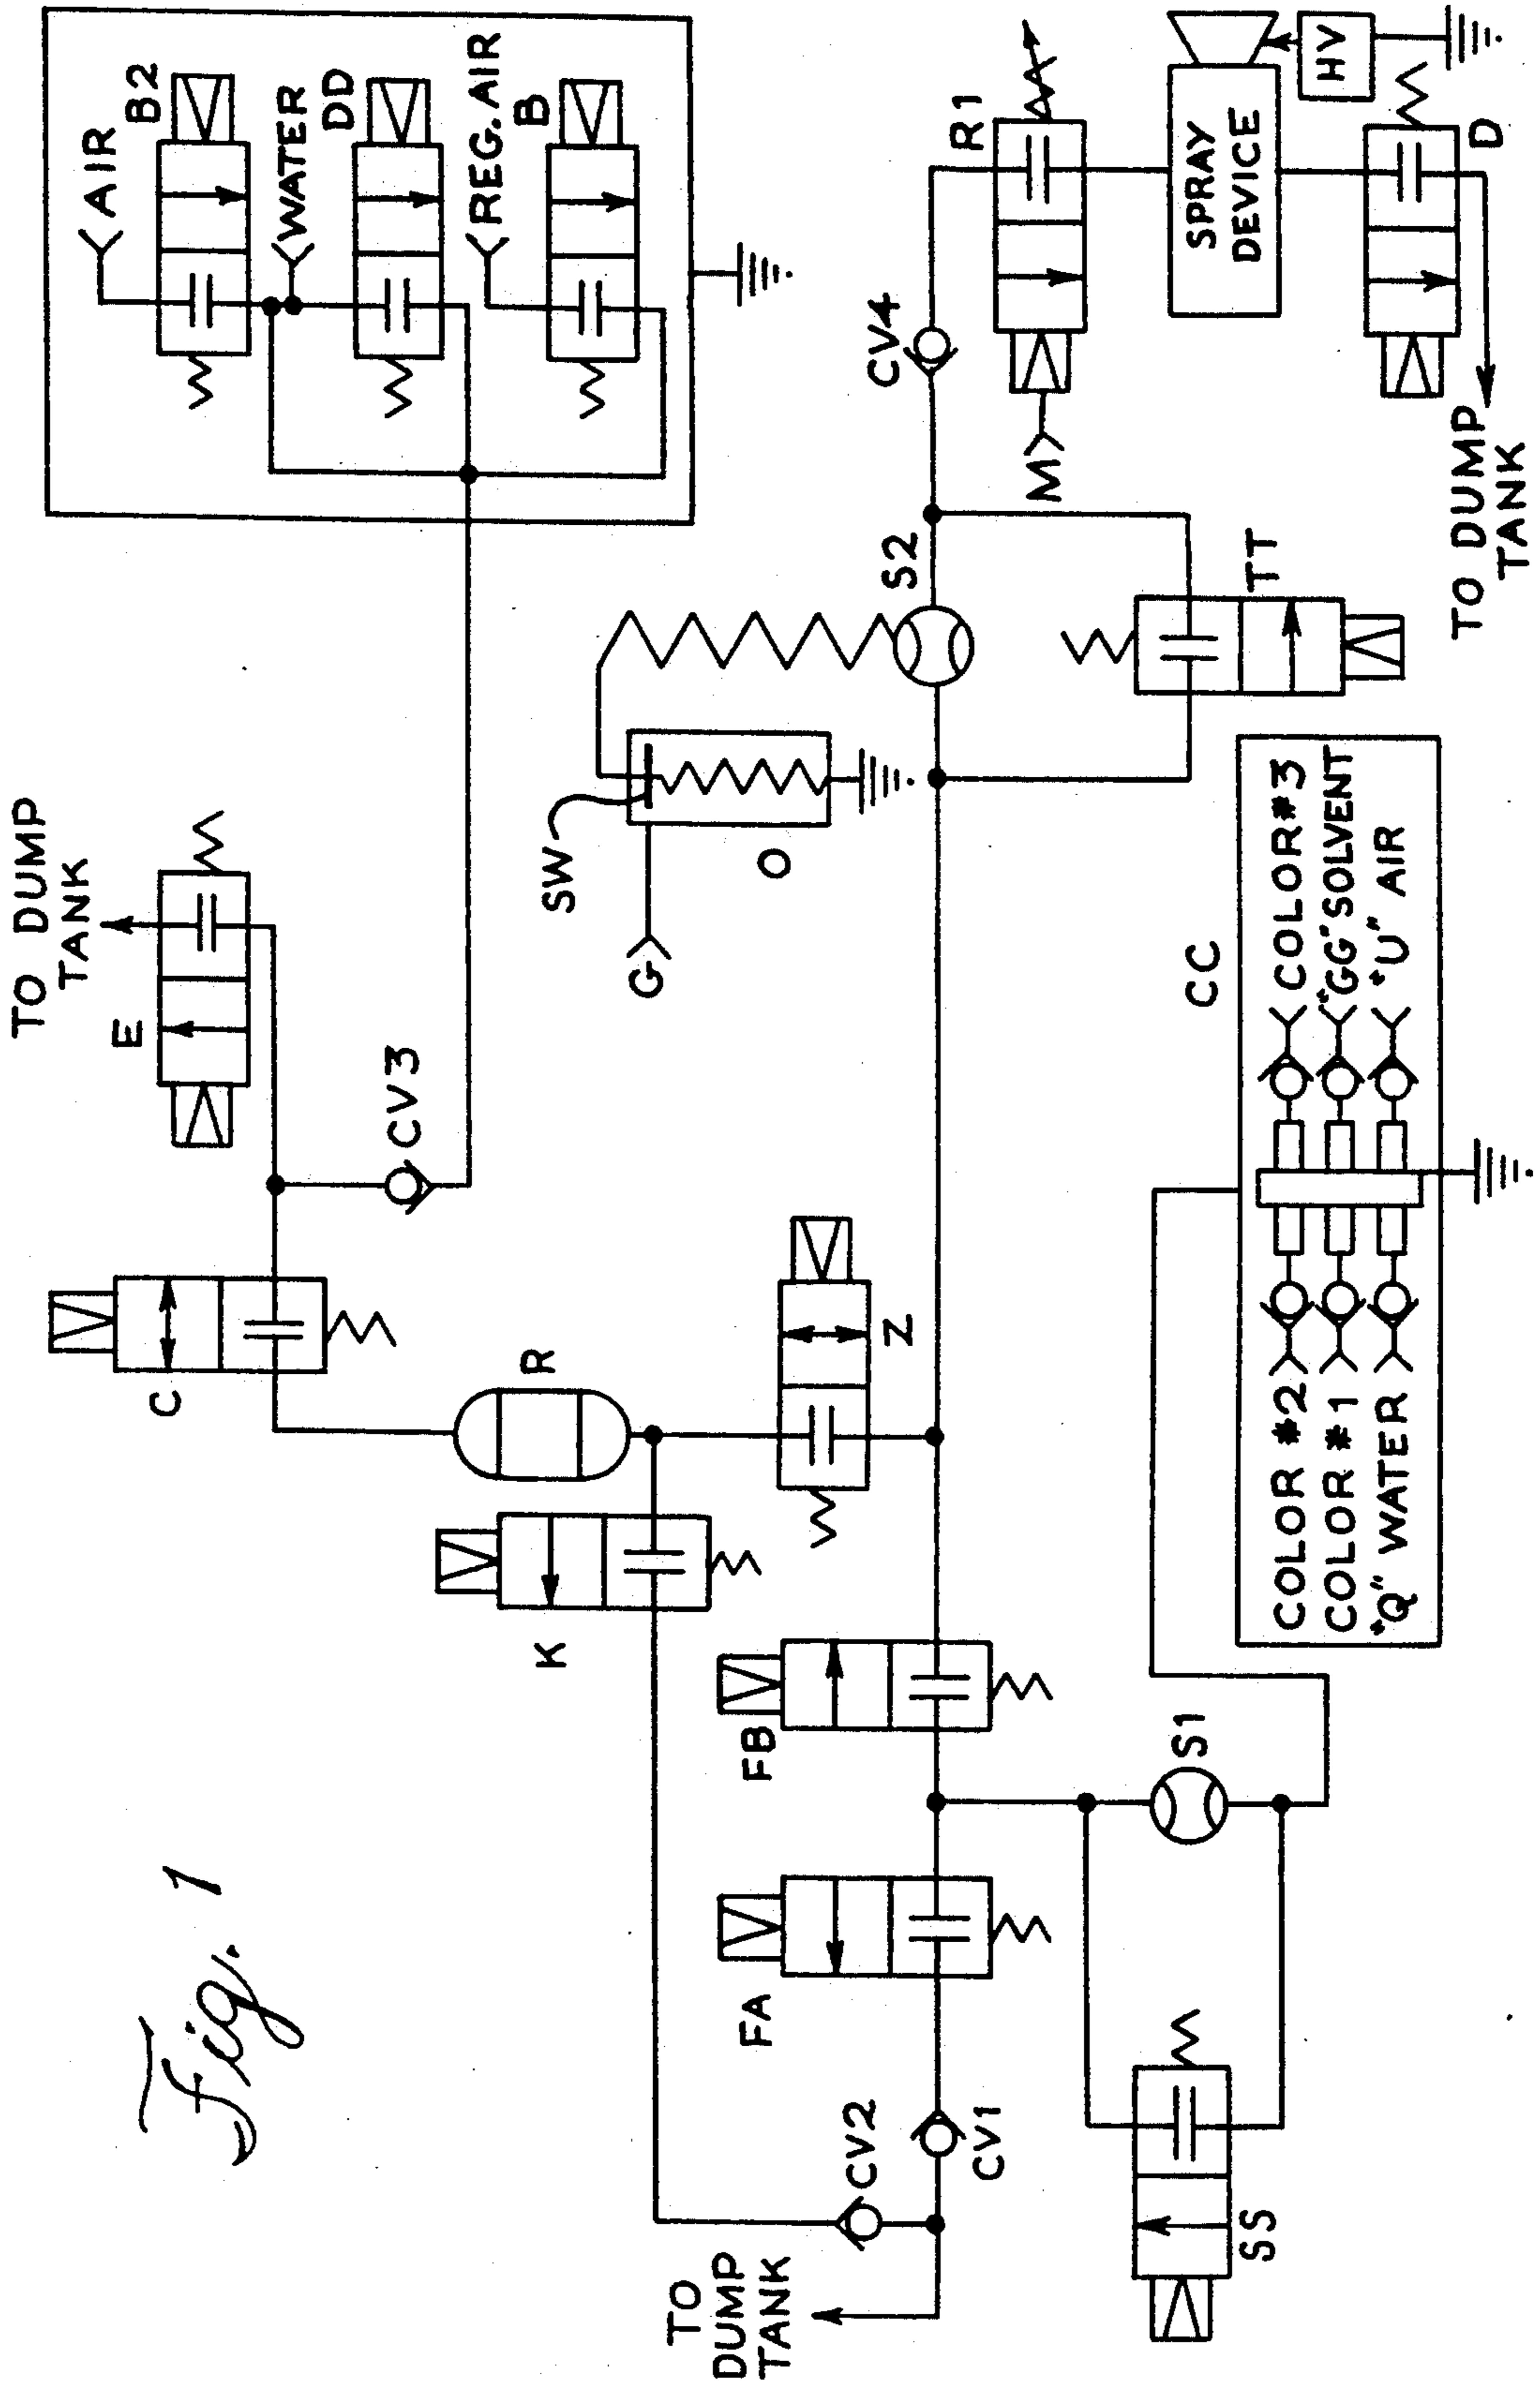 AIR
B2
WATER
DD
REG. AIR
B
TO DUMP
TANK
E
C
CV3
R
K
Z
SW
G
O
S2
CV4
R1
M
SPRAY
DEVICE
HV
D
TO DUMP
TANK
TT
CC
COLOR #3
"GG" SOLVENT
"U" AIR
COLOR #2
COLOR #1
"Q" WATER
FB
FA
S1
SS
CV2
CV1
TO
DUMP
TANK
Fig. 1